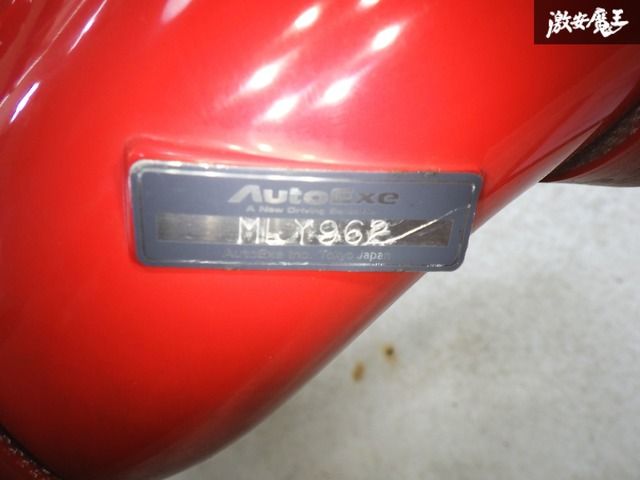 激安魔王
AutoExe
A New Driving
MLY962
AutoExe Inc. Tokyo Japan